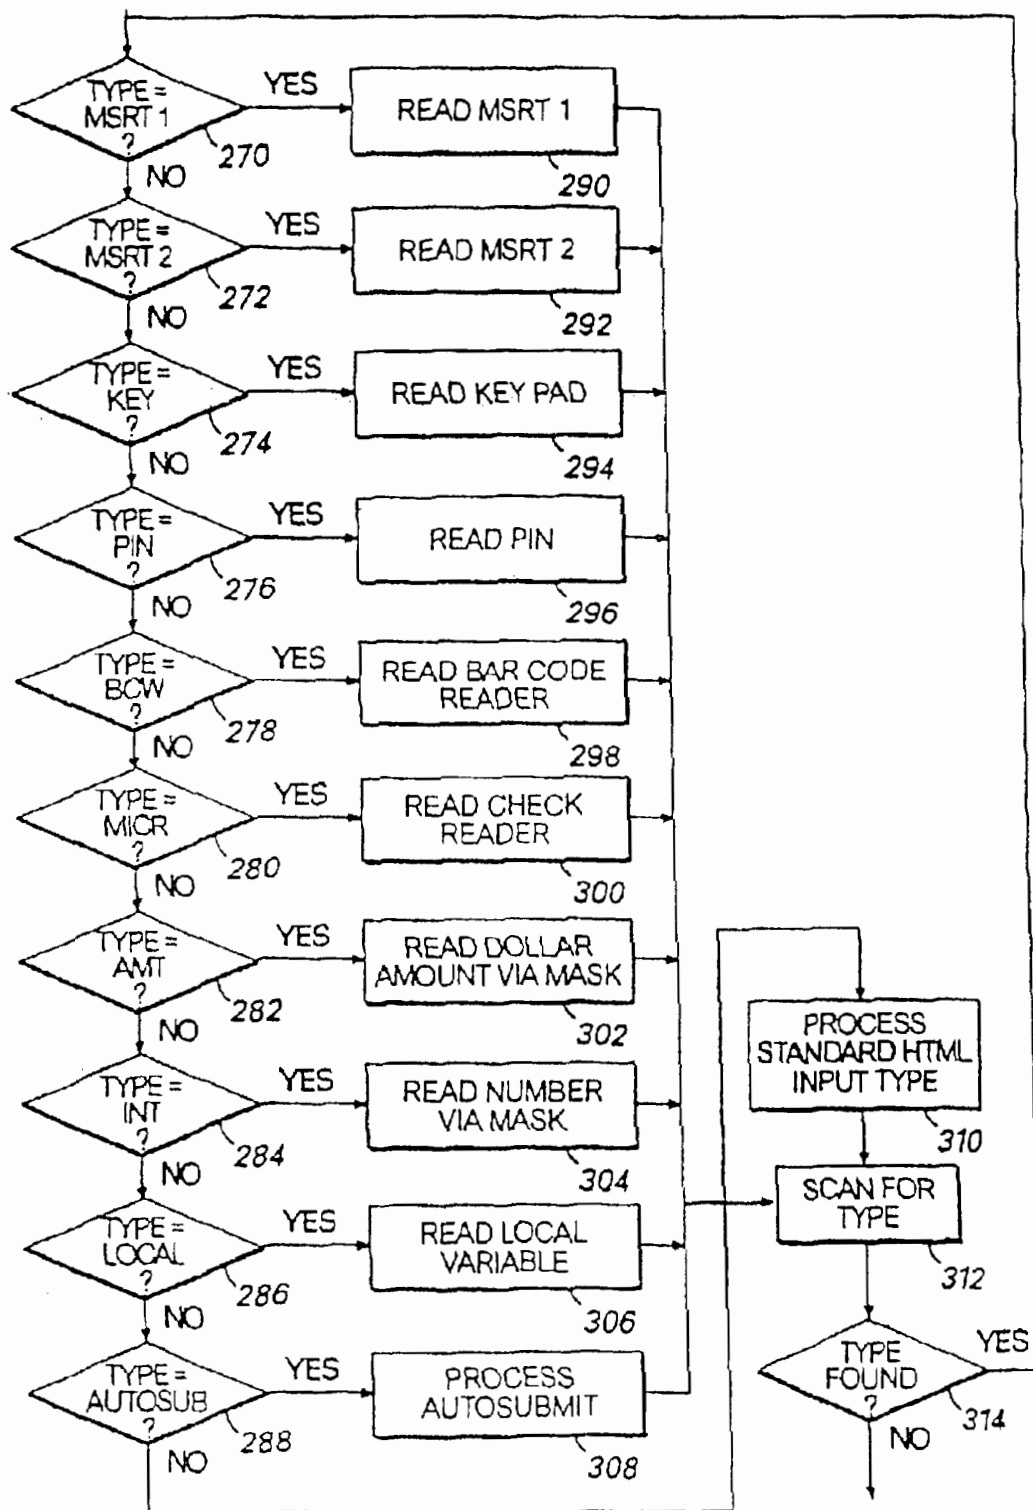 TYPE =
MSRT 1
?
270
YES
NO
READ MSRT 1
290
TYPE =
MSRT 2
?
272
YES
NO
READ MSRT 2
292
TYPE =
KEY
?
274
YES
NO
READ KEY PAD
294
TYPE =
PIN
?
276
YES
NO
READ PIN
296
TYPE =
BCW
?
278
YES
NO
READ BAR CODE
READER
298
TYPE =
MICR
?
280
YES
NO
READ CHECK
READER
300
TYPE =
AMT
?
282
YES
NO
READ DOLLAR
AMOUNT VIA MASK
302
TYPE =
INT
?
284
YES
NO
READ NUMBER
VIA MASK
304
TYPE =
LOCAL
?
286
YES
NO
READ LOCAL
VARIABLE
306
TYPE =
AUTOSUB
?
288
YES
NO
PROCESS
AUTOSUBMIT
308
PROCESS
STANDARD HTML
INPUT TYPE
310
SCAN FOR
TYPE
312
TYPE
FOUND
?
314
YES
NO